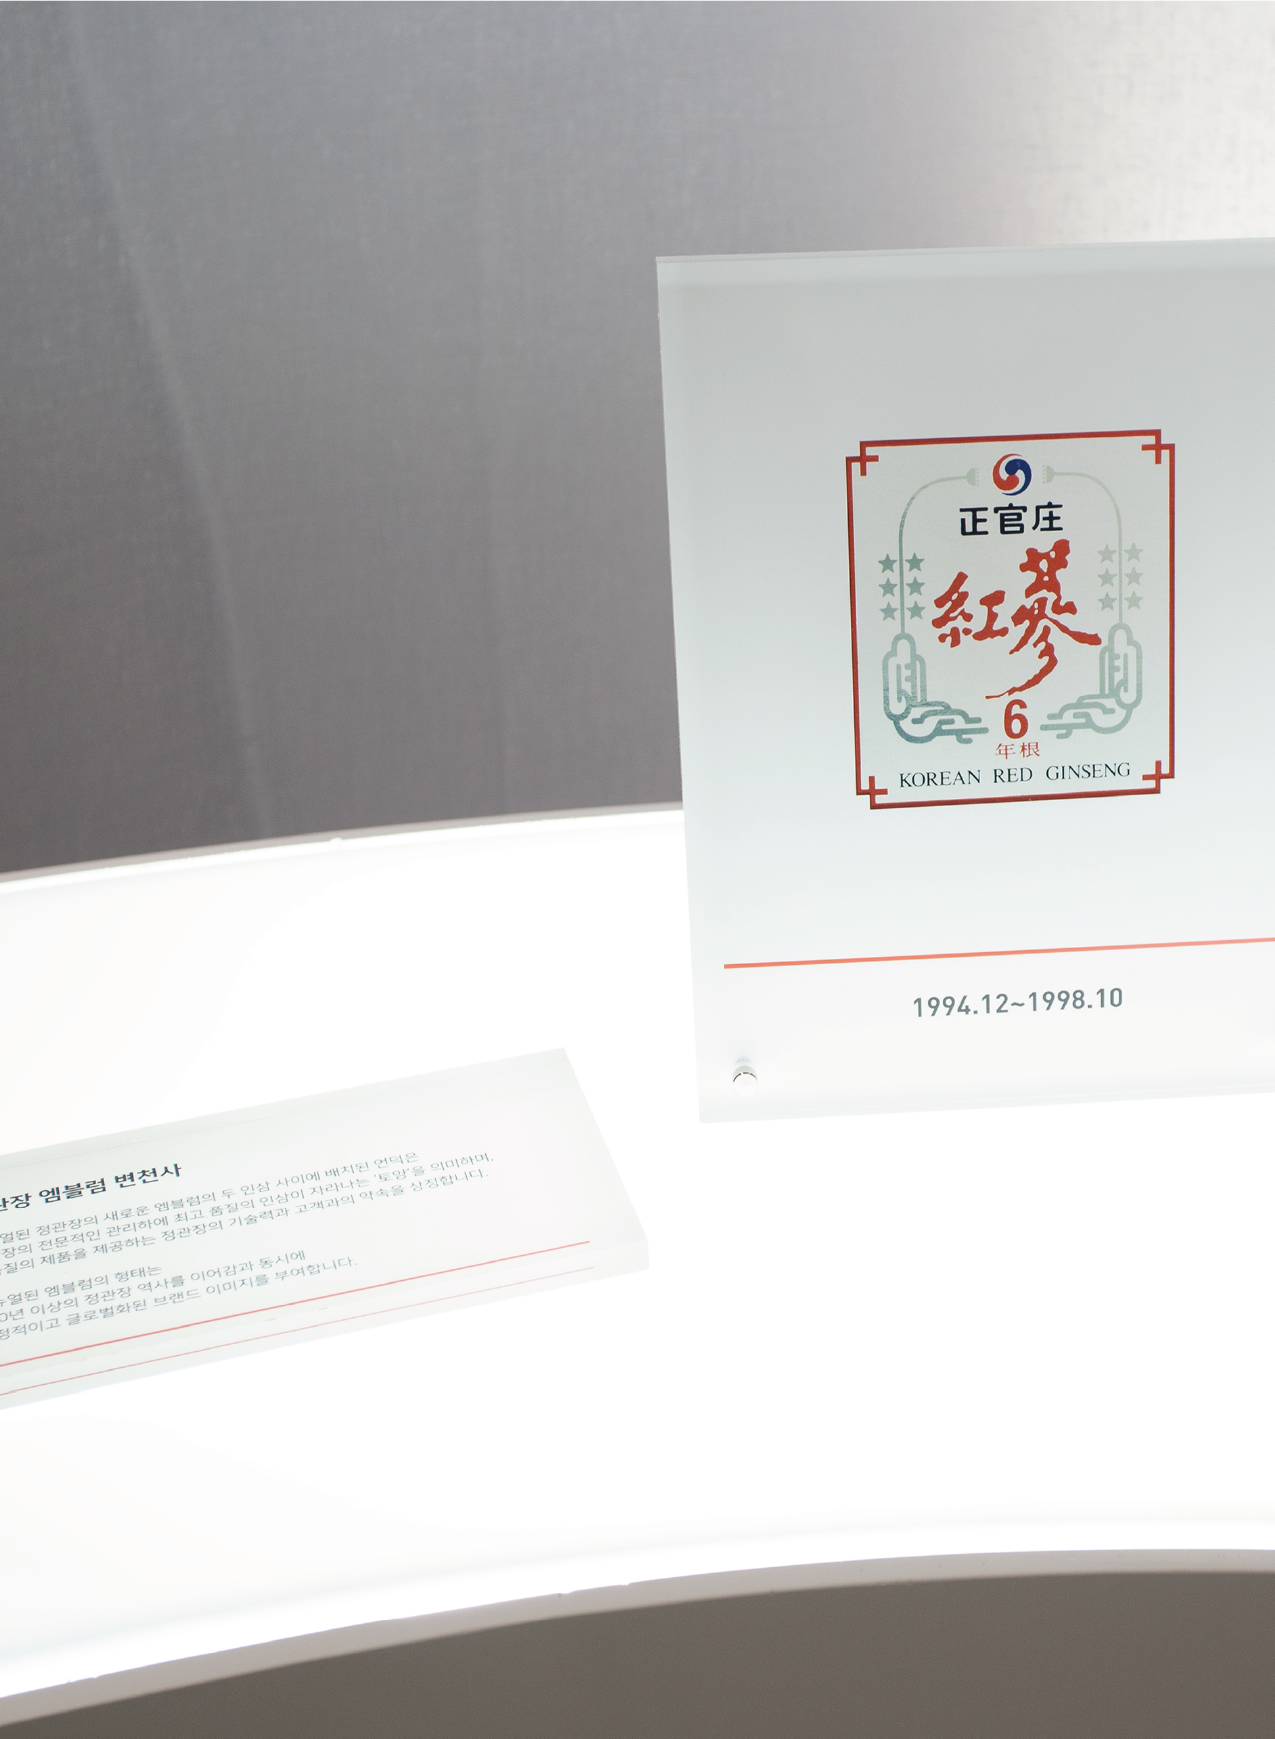 正官庄
紅蔘
6
年根
KOREAN RED GINSENG
1994.12~1998.10
관장 엠블럼 변천사
열된 정관장의 새로운 엠블럼의 두 인삼 사이에 배치된 언덕은
장의 전문적인 관리하에 최고 품질의 인삼이 자라나는 '토양'을 의미하며,
품질의 제품을 제공하는 정관장의 기술력과 고객과의 약속을 상징합니다.
뉴얼된 엠블럼의 형태는
0년 이상의 정관장 역사를 이어감과 동시에
정적이고 글로벌화된 브랜드 이미지를 부여합니다.